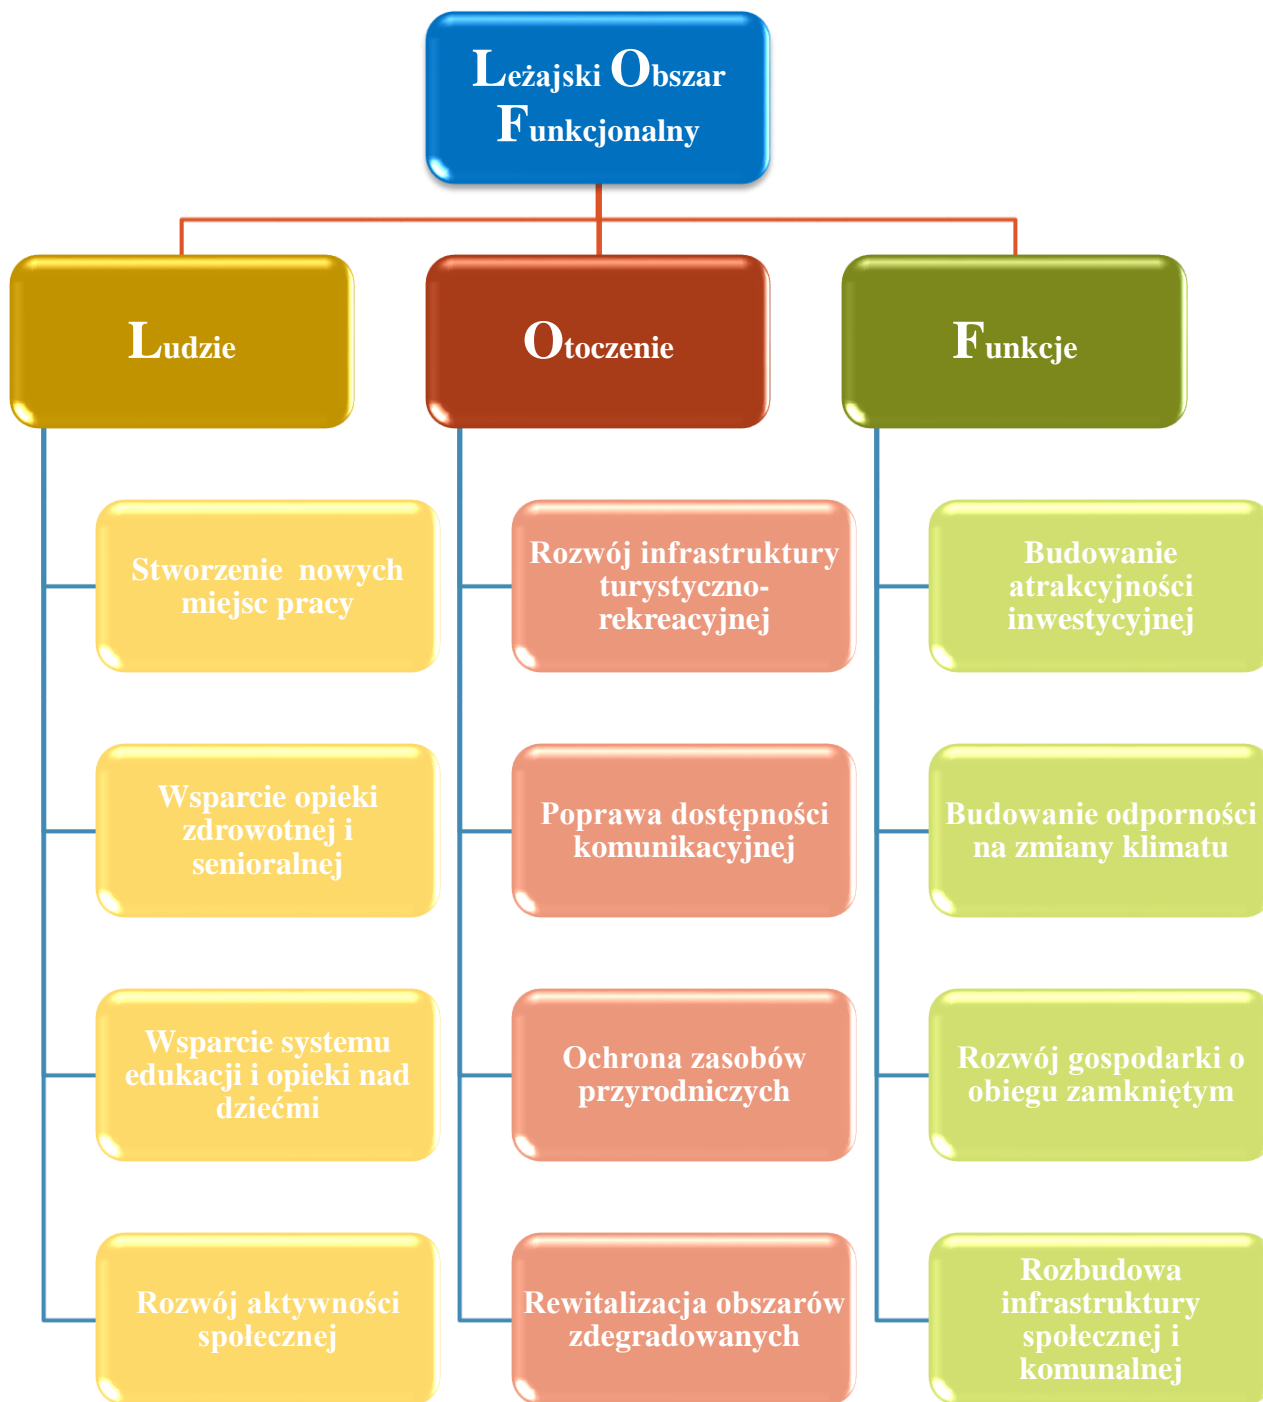 Leżajski Obszar
Funkcjonalny
Ludzie
Stworzenie  nowych
miejsc pracy
Wsparcie opieki
zdrowotnej i
senioralnej
Wsparcie systemu
edukacji i opieki nad
dziećmi
Rozwój aktywności
społecznej
Otoczenie
Rozwój infrastruktury
turystyczno-
rekreacyjnej
Poprawa dostępności
komunikacyjnej
Ochrona zasobów
przyrodniczych
Rewitalizacja obszarów
zdegradowanych
Funkcje
Budowanie
atrakcyjności
inwestycyjnej
Budowanie odporności
na zmiany klimatu
Rozwój gospodarki o
obiegu zamkniętym
Rozbudowa
infrastruktury
społecznej i
komunalnej